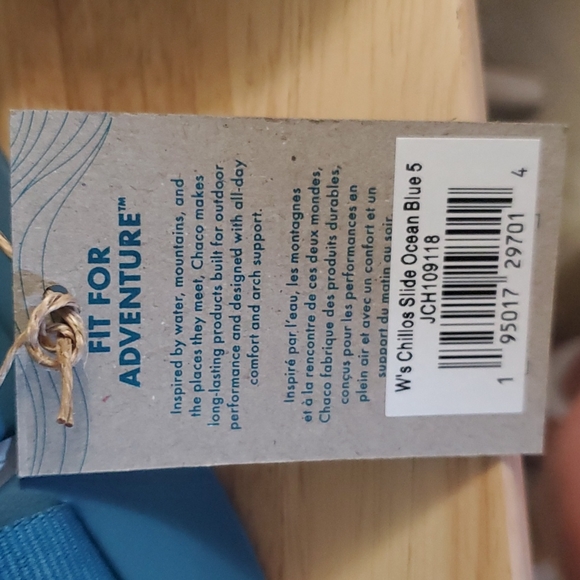 FIT FOR
ADVENTURE™
Inspired by water, mountains, and
the places they meet, Chaco makes
long-lasting products built for outdoor
performance and designed with all-day
comfort and arch support.
Inspiré par l'eau, les montagnes
et à la rencontre de ces deux mondes,
Chaco fabrique des produits durables,
conçus pour les performances en
plein air et avec un confort et un
support du matin au soir.
W's Chillos Slide Ocean Blue 5
JCH109118
1 95017 29701 4